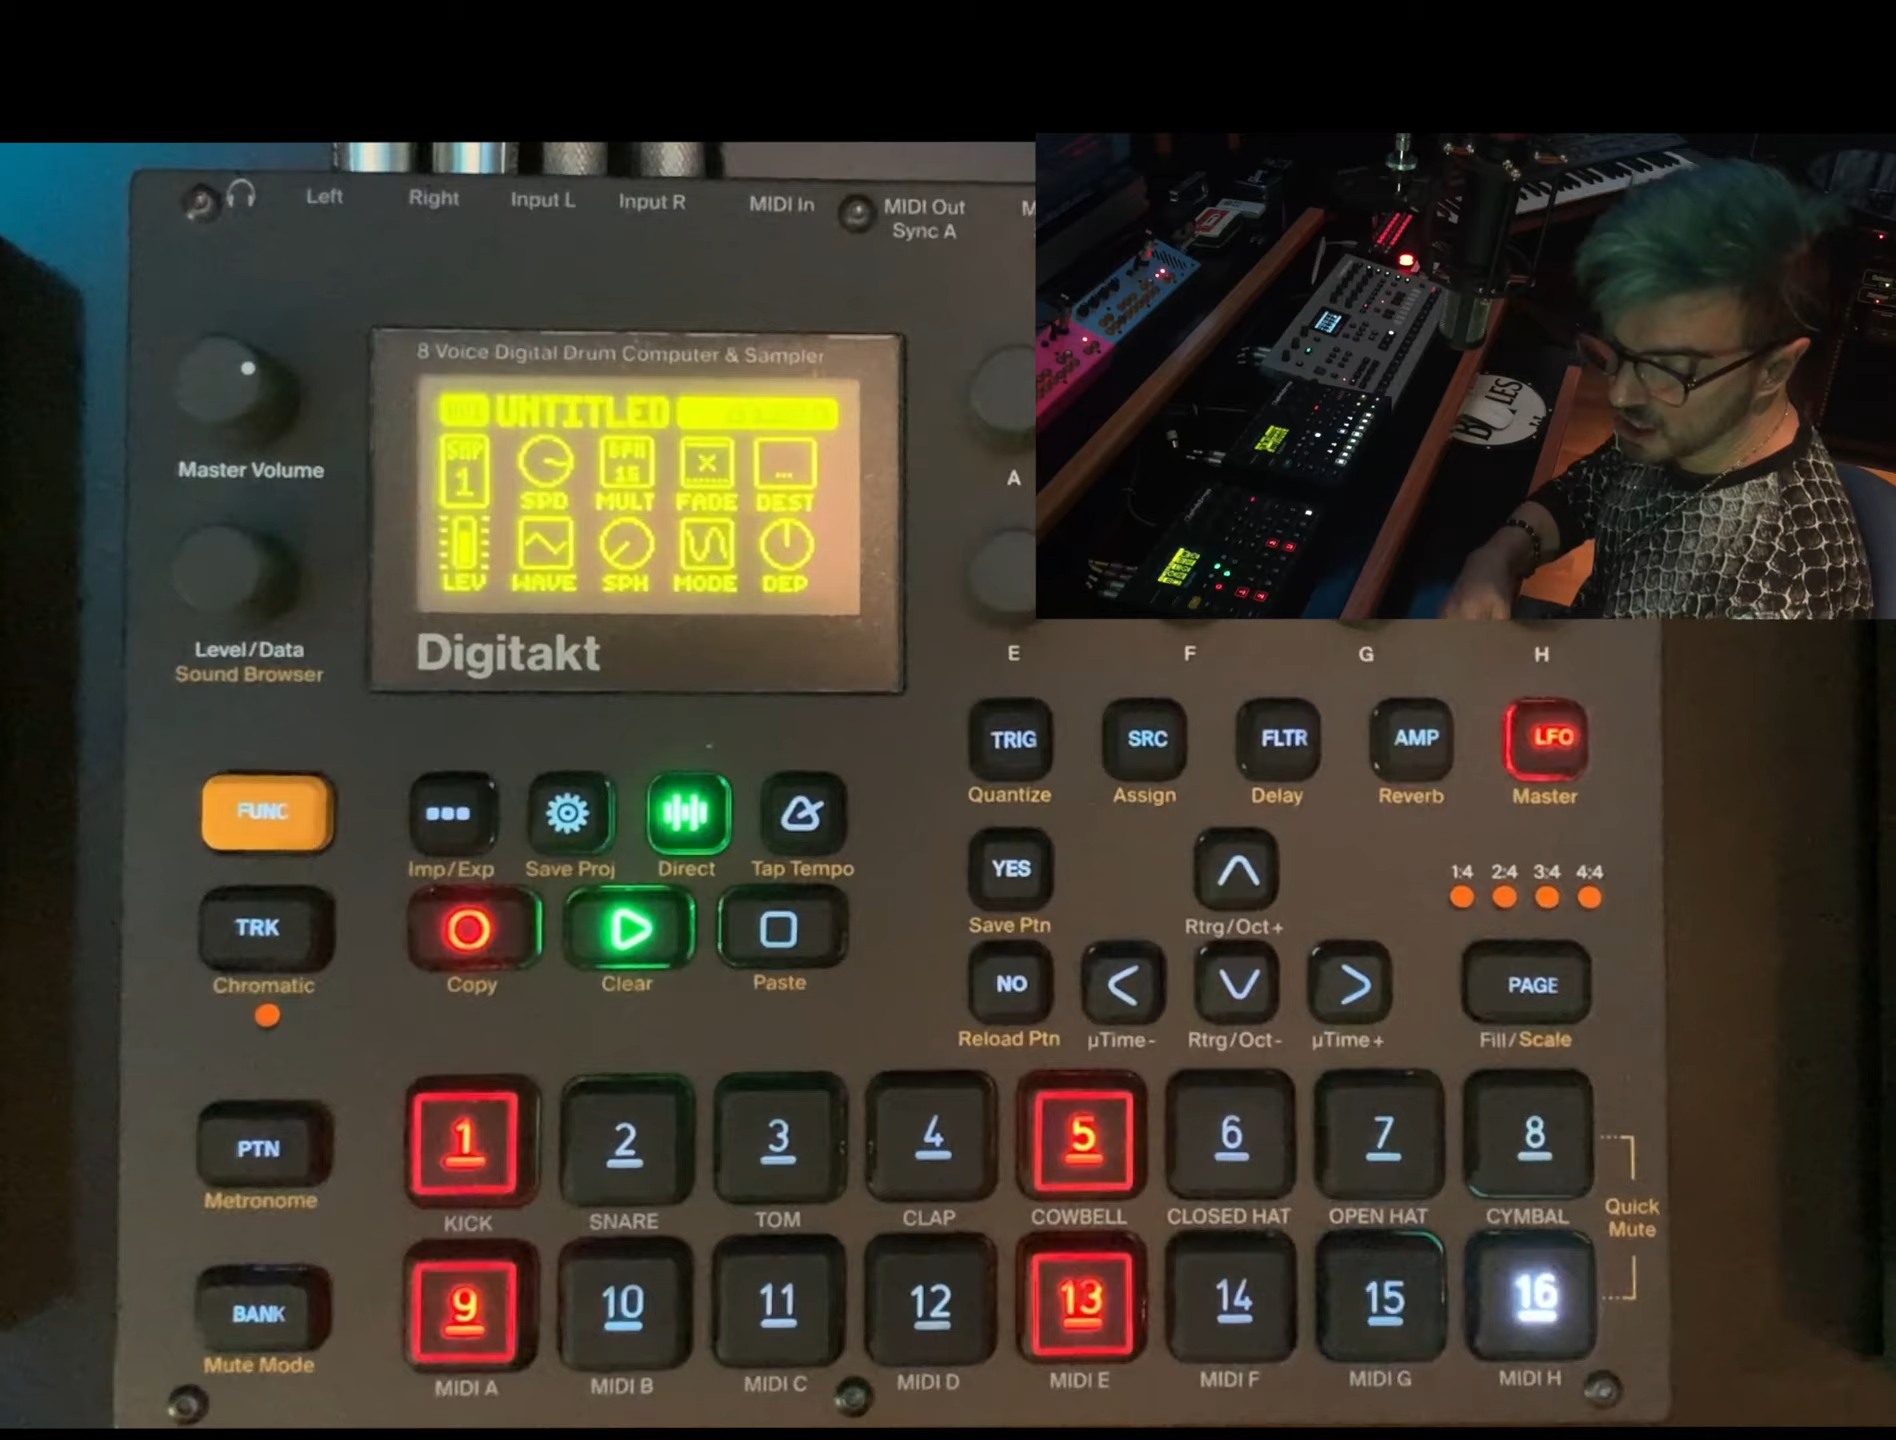 Left
Right
Input L
Input R
MIDI In
MIDI Out
Sync A
M
8 Voice Digital Drum Computer & Sampler
UNTITLED
SMP
1
SPD
BPM
16
MULT
FADE
DEST
LEV
WAVE
SPH
MODE
DEP
Digitakt
Master Volume
Level/Data
Sound Browser
A
E
F
G
H
TRIG
SRC
FLTR
AMP
LFO
Quantize
Assign
Delay
Reverb
Master
FUNC
Imp/Exp
Save Proj
Direct
Tap Tempo
YES
Save Ptn
Rtrg/Oct+
1:4
2:4
3:4
4:4
TRK
Chromatic
Copy
Clear
Paste
NO
Reload Ptn
µTime-
Rtrg/Oct-
µTime+
PAGE
Fill/Scale
PTN
Metronome
1
2
3
4
5
6
7
8
KICK
SNARE
TOM
CLAP
COWBELL
CLOSED HAT
OPEN HAT
CYMBAL
Quick
Mute
BANK
Mute Mode
9
10
11
12
13
14
15
16
MIDI A
MIDI B
MIDI C
MIDI D
MIDI E
MIDI F
MIDI G
MIDI H